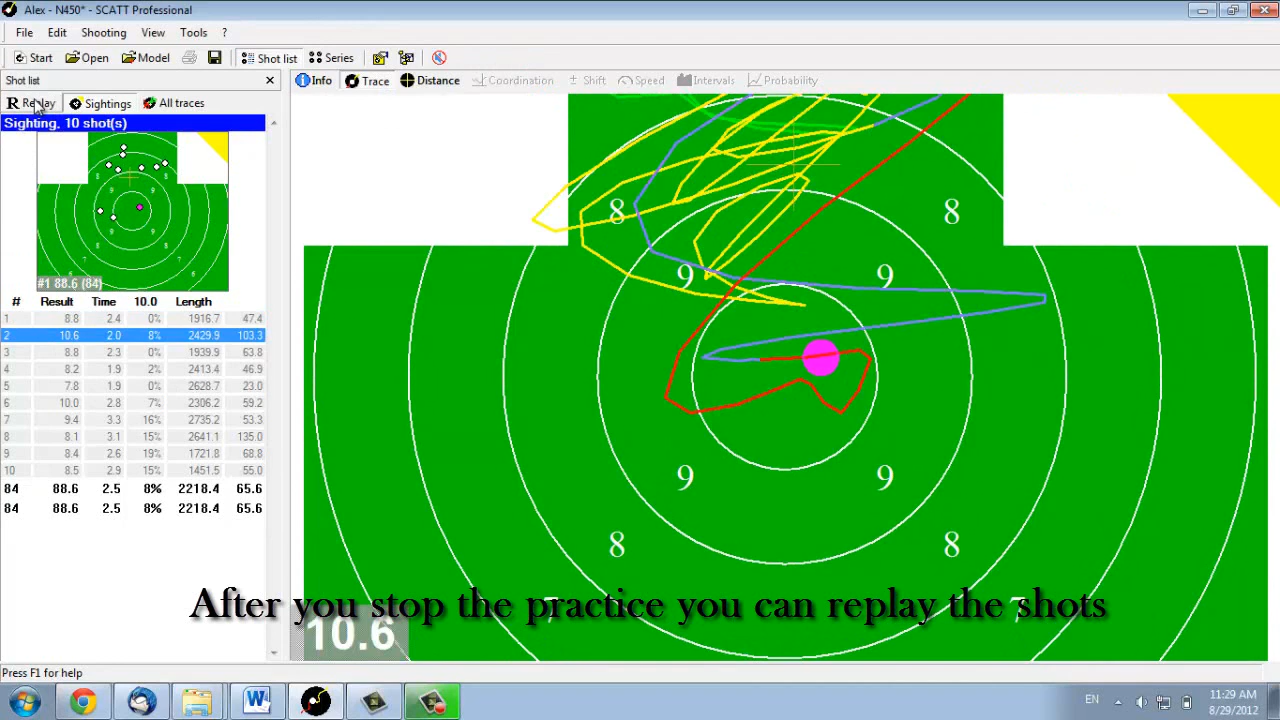 Alex - N450* - SCATT Professional
File Edit Shooting View Tools ?
Start Open Model Shot list Series
Shot list
Info Trace Distance Coordination Shift Speed Intervals Probability
Replay Sightings All traces
Sighting, 10 shot(s)
#1 88.6 (84)
# Result Time 10.0 Length
1 8.8 2.4 0% 1916.7 47.4
2 10.6 2.0 8% 2429.9 103.3
3 8.8 2.3 0% 1939.9 63.8
4 8.2 1.9 2% 2413.4 46.9
5 7.8 1.8 0% 2628.7 23.0
6 10.0 2.8 7% 2306.2 59.2
7 9.4 3.3 16% 2735.2 53.3
8 8.1 3.1 15% 2641.1 135.0
9 8.4 2.6 19% 1721.8 68.8
10 8.5 2.9 15% 1451.5 55.0
84 88.6 2.5 8% 2218.4 65.6
84 88.6 2.5 8% 2218.4 65.6
8 8
9 9
9 9
8 8
7 7
After you stop the practice you can replay the shots
10.6
Press F1 for help
EN
11:29 AM
8/29/2012